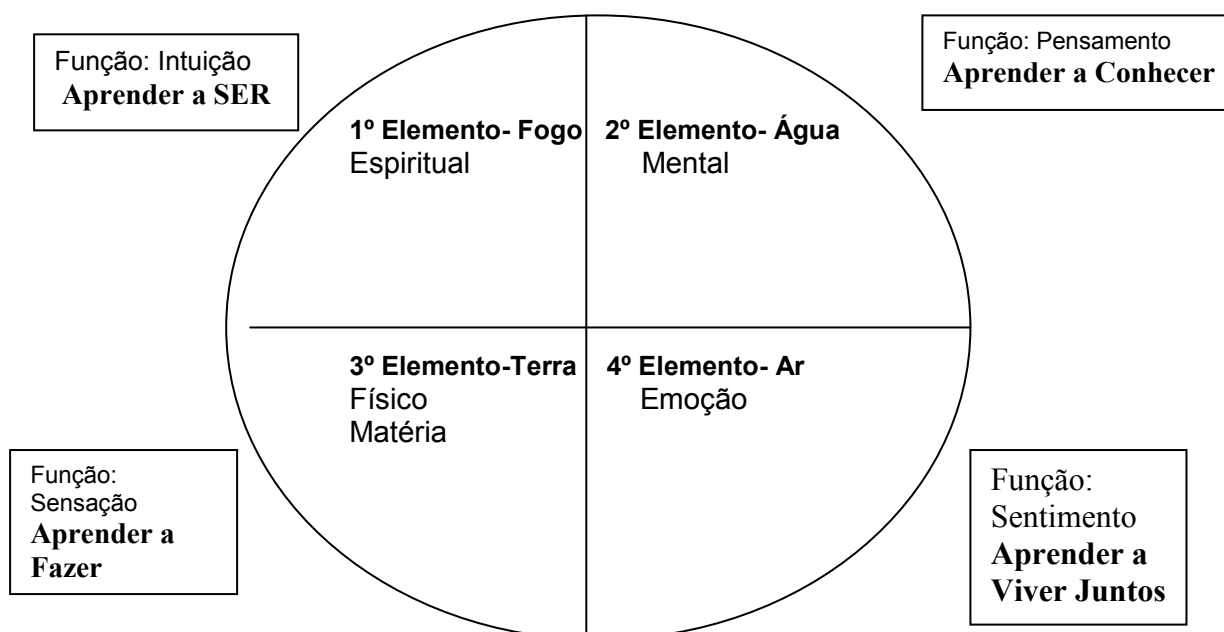 Função: Intuição
Aprender a SER
Função: Pensamento
Aprender a Conhecer
1º Elemento- Fogo
Espiritual
2º Elemento- Água
Mental
3º Elemento-Terra
Físico
Matéria
4º Elemento- Ar
Emoção
Função:
Sensação
Aprender a
Fazer
Função:
Sentimento
Aprender a
Viver Juntos